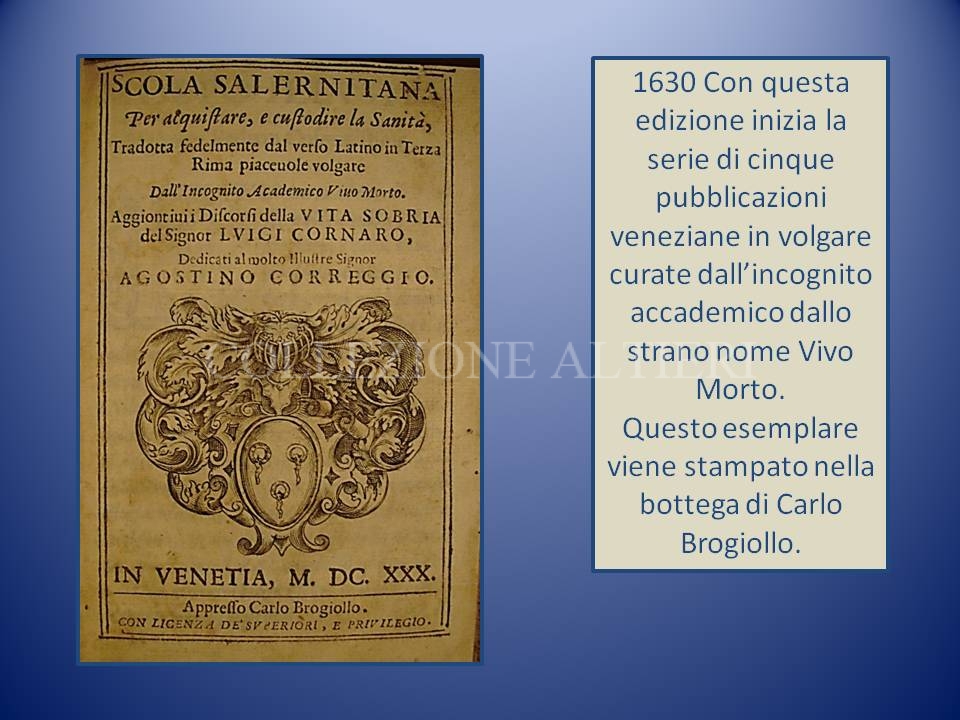 SCOLA SALERNITANA
Per acquiſtare, e cuſtodire la Sanità,
Tradotta fedelmente dal verſo Latino in Terza
Rima piaceuole volgare
Dall'Incognito Academico Viuo Morto.
Aggiontiui i Diſcorſi della VITA SOBRIA
del Signor LVIGI CORNARO,
Dedicati al molto Illuſtre Signor
AGOSTINO CORREGGIO.
IN VENETIA, M. DC. XXX.
Appreſſo Carlo Brogiollo.
CON LICENZA DE' SVPERIORI, E PRIVILEGIO.
COLLEZIONE ALTIERI
1630 Con questa
edizione inizia la
serie di cinque
pubblicazioni
veneziane in volgare
curate dall’incognito
accademico dallo
strano nome Vivo
Morto.
Questo esemplare
viene stampato nella
bottega di Carlo
Brogiollo.